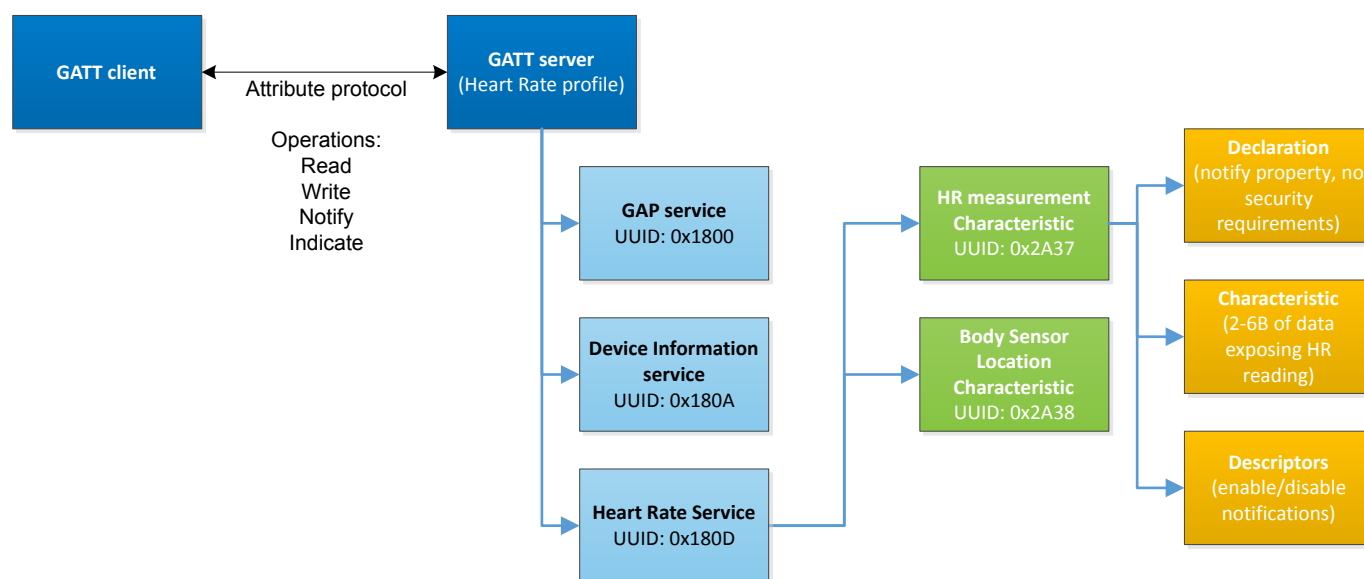 GATT client
Attribute protocol
Operations:
Read
Write
Notify
Indicate
GATT server
(Heart Rate profile)
GAP service
UUID: 0x1800
Device Information
service
UUID: 0x180A
Heart Rate Service
UUID: 0x180D
HR measurement
Characteristic
UUID: 0x2A37
Body Sensor
Location
Characteristic
UUID: 0x2A38
Declaration
(notify property, no
security
requirements)
Characteristic
(2-6B of data
exposing HR
reading)
Descriptors
(enable/disable
notifications)